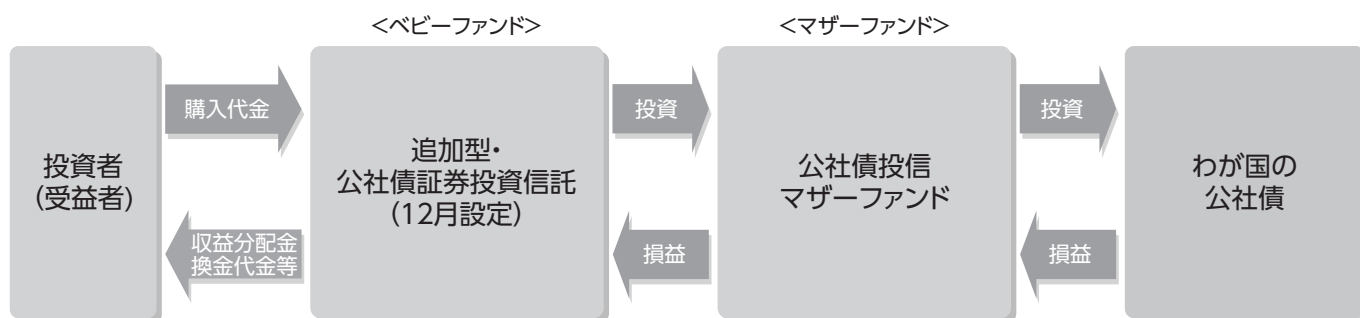 <ベビーファンド>
<マザーファンド>
投資者
(受益者)
購入代金
収益分配金
換金代金等
追加型・
公社債証券投資信託
(12月設定)
投資
損益
公社債投信
マザーファンド
投資
損益
わが国の
公社債